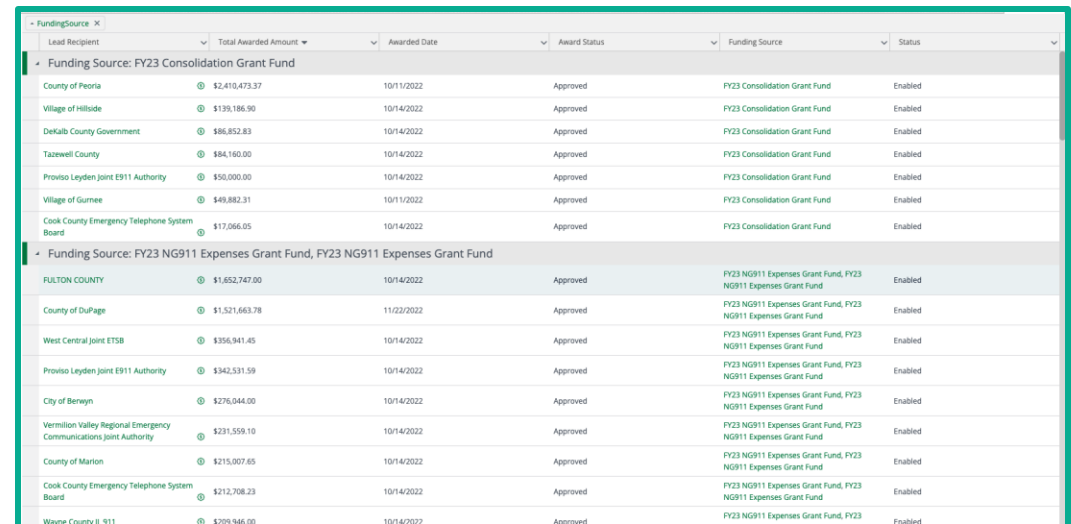 FundingSource ×
Lead Recipient Total Awarded Amount Awarded Date Award Status Funding Source Status
Funding Source: FY23 Consolidation Grant Fund
County of Peoria $2,410,473.37 10/11/2022 Approved FY23 Consolidation Grant Fund Enabled
Village of Hillside $139,186.90 10/14/2022 Approved FY23 Consolidation Grant Fund Enabled
DeKalb County Government $86,852.83 10/14/2022 Approved FY23 Consolidation Grant Fund Enabled
Tazewell County $84,160.00 10/14/2022 Approved FY23 Consolidation Grant Fund Enabled
Proviso Leyden Joint E911 Authority $50,000.00 10/14/2022 Approved FY23 Consolidation Grant Fund Enabled
Village of Gurnee $49,882.31 10/11/2022 Approved FY23 Consolidation Grant Fund Enabled
Cook County Emergency Telephone System
Board $17,066.05 10/14/2022 Approved FY23 Consolidation Grant Fund Enabled
Funding Source: FY23 NG911 Expenses Grant Fund, FY23 NG911 Expenses Grant Fund
FULTON COUNTY $1,652,747.00 10/14/2022 Approved FY23 NG911 Expenses Grant Fund, FY23 Enabled
NG911 Expenses Grant Fund
County of DuPage $1,521,663.78 11/22/2022 Approved FY23 NG911 Expenses Grant Fund, FY23 Enabled
NG911 Expenses Grant Fund
West Central Joint ETSB $356,941.45 10/14/2022 Approved FY23 NG911 Expenses Grant Fund, FY23 Enabled
NG911 Expenses Grant Fund
Proviso Leyden Joint E911 Authority $342,531.59 10/14/2022 Approved FY23 NG911 Expenses Grant Fund, FY23 Enabled
NG911 Expenses Grant Fund
City of Berwyn $276,044.00 10/14/2022 Approved FY23 NG911 Expenses Grant Fund, FY23 Enabled
NG911 Expenses Grant Fund
Vermilion Valley Regional Emergency FY23 NG911 Expenses Grant Fund, FY23
Communications Joint Authority $231,559.10 10/14/2022 Approved NG911 Expenses Grant Fund Enabled
County of Marion $215,007.65 10/14/2022 Approved FY23 NG911 Expenses Grant Fund, FY23 Enabled
NG911 Expenses Grant Fund
Cook County Emergency Telephone System FY23 NG911 Expenses Grant Fund, FY23
Board $212,708.23 10/14/2022 Approved NG911 Expenses Grant Fund Enabled
Wayne County IL 911 $209,946.00 10/14/2022 Approved FY23 NG911 Expenses Grant Fund, FY23 Enabled